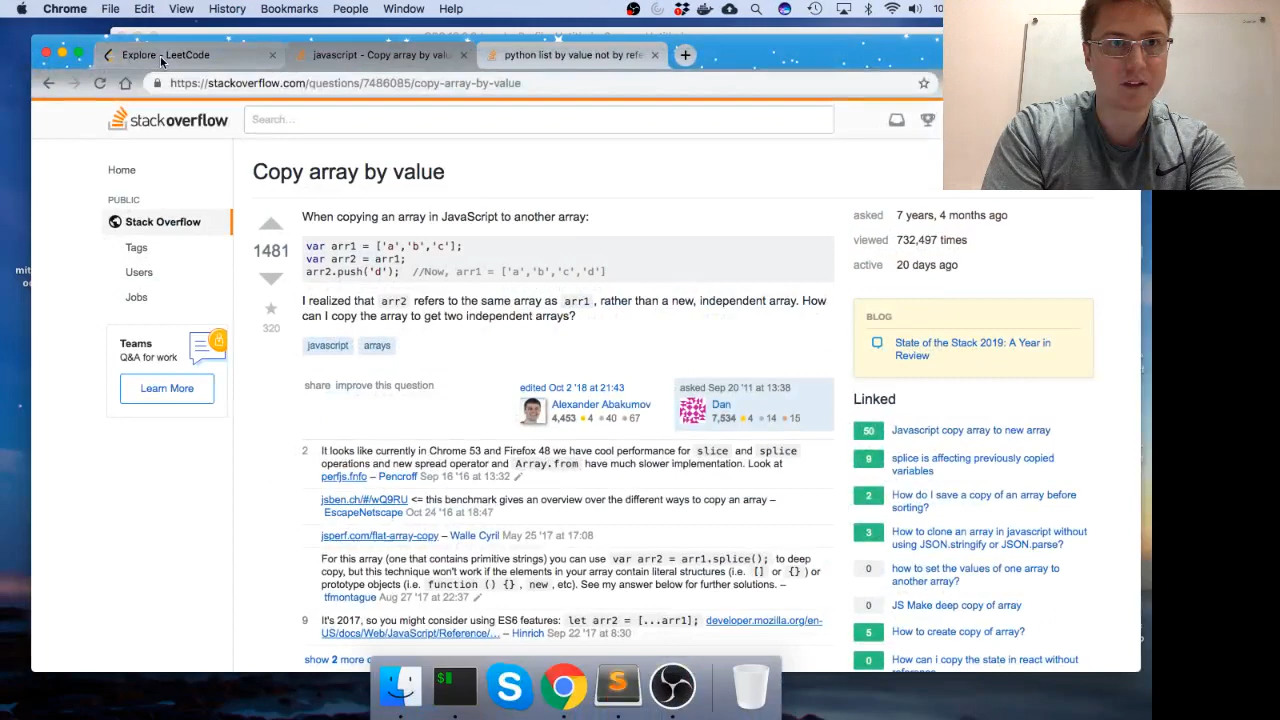 Chrome File Edit View History Bookmarks People Window Help
Explore - LeetCode
javascript - Copy array by valu
python list by value not by refe
https://stackoverflow.com/questions/7486085/copy-array-by-value
stackoverflow
Search...
Home
PUBLIC
Stack Overflow
Tags
Users
Jobs
Teams
Q&A for work
Learn More
Copy array by value
1481
320
When copying an array in JavaScript to another array:
var arr1 = ['a','b','c'];
var arr2 = arr1;
arr2.push('d'); //Now, arr1 = ['a','b','c','d']
I realized that arr2 refers to the same array as arr1, rather than a new, independent array. How
can I copy the array to get two independent arrays?
javascript arrays
share improve this question
edited Oct 2 '18 at 21:43
Alexander Abakumov
4,453 4 40 67
asked Sep 20 '11 at 13:38
Dan
7,534 4 14 15
2 It looks like currently in Chrome 53 and Firefox 48 we have cool performance for slice and splice
operations and new spread operator and Array.from have much slower implementation. Look at
perfjs.fnfo – Pencroff Sep 16 '16 at 13:32
jsben.ch/#/wQ9RU <= this benchmark gives an overview over the different ways to copy an array –
EscapeNetscape Oct 24 '16 at 18:47
jsperf.com/flat-array-copy – Walle Cyril May 25 '17 at 17:08
For this array (one that contains primitive strings) you can use var arr2 = arr1.splice(); to deep
copy, but this technique won't work if the elements in your array contain literal structures (i.e. [] or {}) or
prototype objects (i.e. function () {}, new, etc). See my answer below for further solutions. –
tfmontague Aug 27 '17 at 22:37
9 It's 2017, so you might consider using ES6 features: let arr2 = [...arr1]; developer.mozilla.org/en-
US/docs/Web/JavaScript/Reference/... – Hinrich Sep 22 '17 at 8:30
show 2 more c
asked 7 years, 4 months ago
viewed 732,497 times
active 20 days ago
BLOG
State of the Stack 2019: A Year in
Review
Linked
50 Javascript copy array to new array
9 splice is affecting previously copied
variables
2 How do I save a copy of an array before
sorting?
3 How to clone an array in javascript without
using JSON.stringify or JSON.parse?
0 how to set the values of one array to
another array?
0 JS Make deep copy of array
5 How to create copy of array?
0 How can i copy the state in react without